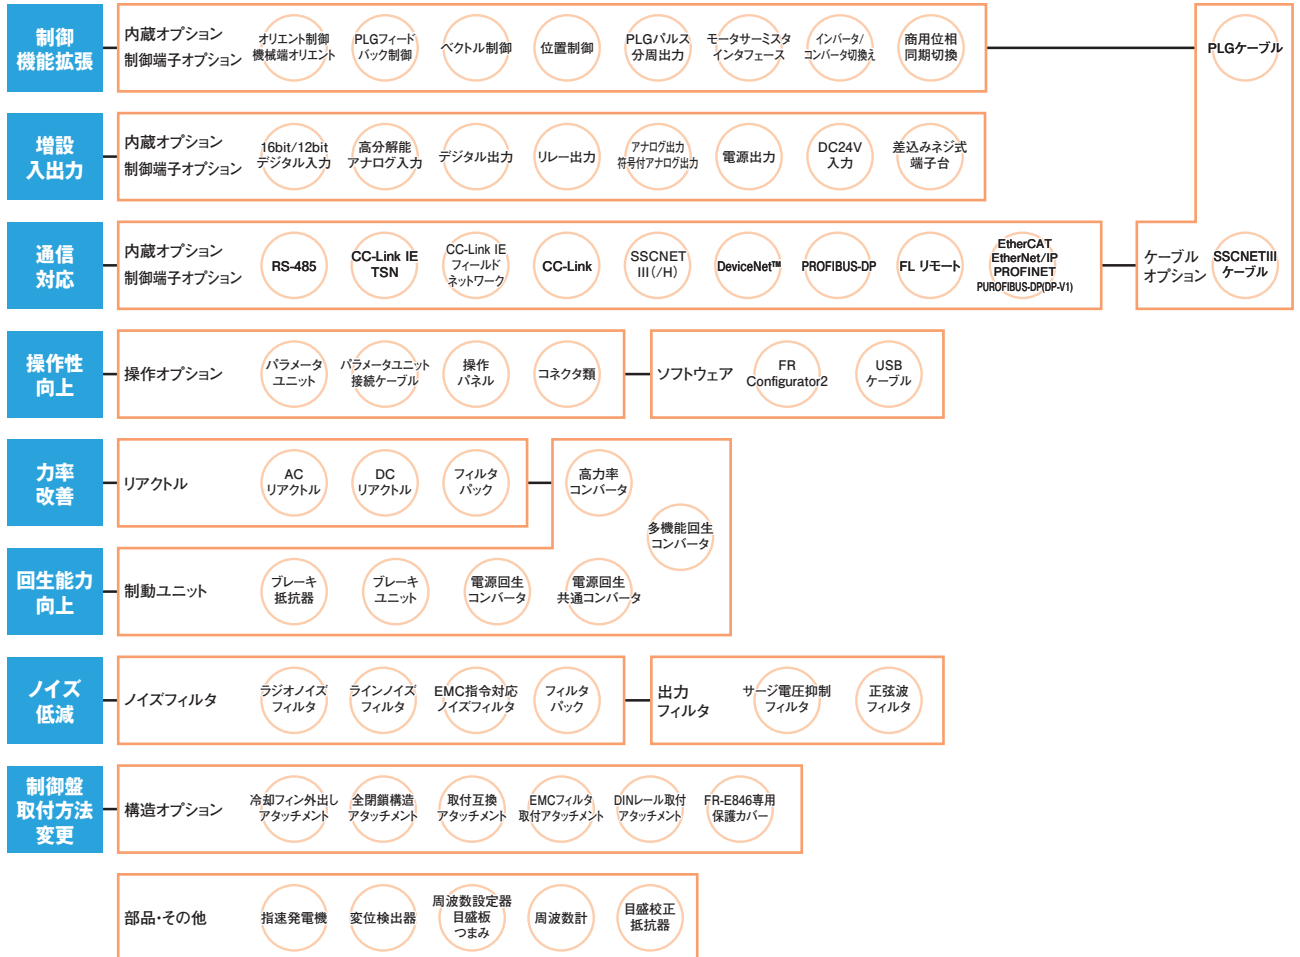 制御
機能拡張
内蔵オプション
制御端子オプション
オリエント制御
機械端オリエント
PLGフィード
バック制御
ベクトル制御
位置制御
PLGパルス
分周出力
モータサーミスタ
インタフェース
インバータ/
コンバータ切換え
商用位相
同期切換
PLGケーブル
増設
入出力
内蔵オプション
制御端子オプション
16bit/12bit
デジタル入力
高分解能
アナログ入力
デジタル出力
リレー出力
アナログ出力
符号付アナログ出力
電源出力
DC24V
入力
差込みネジ式
端子台
通信
対応
内蔵オプション
制御端子オプション
RS-485
CC-Link IE
TSN
CC-Link IE
フィールド
ネットワーク
CC-Link
SSCNET
III(/H)
DeviceNet™
PROFIBUS-DP
FL リモート
EtherCAT
EtherNet/IP
PROFINET
PUROFIBUS-DP(DP-V1)
ケーブル
オプション
SSCNETIII
ケーブル
操作性
向上
操作オプション
パラメータ
ユニット
パラメータユニット
接続ケーブル
操作
パネル
コネクタ類
ソフトウェア
FR
Configurator2
USB
ケーブル
力率
改善
リアクトル
AC
リアクトル
DC
リアクトル
フィルタ
パック
高力率
コンバータ
多機能回生
コンバータ
回生能力
向上
制動ユニット
ブレーキ
抵抗器
ブレーキ
ユニット
電源回生
コンバータ
電源回生
共通コンバータ
ノイズ
低減
ノイズフィルタ
ラジオノイズ
フィルタ
ラインノイズ
フィルタ
EMC指令対応
ノイズフィルタ
フィルタ
パック
出力
フィルタ
サージ電圧抑制
フィルタ
正弦波
フィルタ
制御盤
取付方法
変更
構造オプション
冷却フィン外出し
アタッチメント
全閉鎖構造
アタッチメント
取付互換
アタッチメント
EMCフィルタ
取付アタッチメント
DINレール取付
アタッチメント
FR-E846専用
保護カバー
部品・その他
指速発電機
変位検出器
周波数設定器
目盛板
つまみ
周波数計
目盛校正
抵抗器